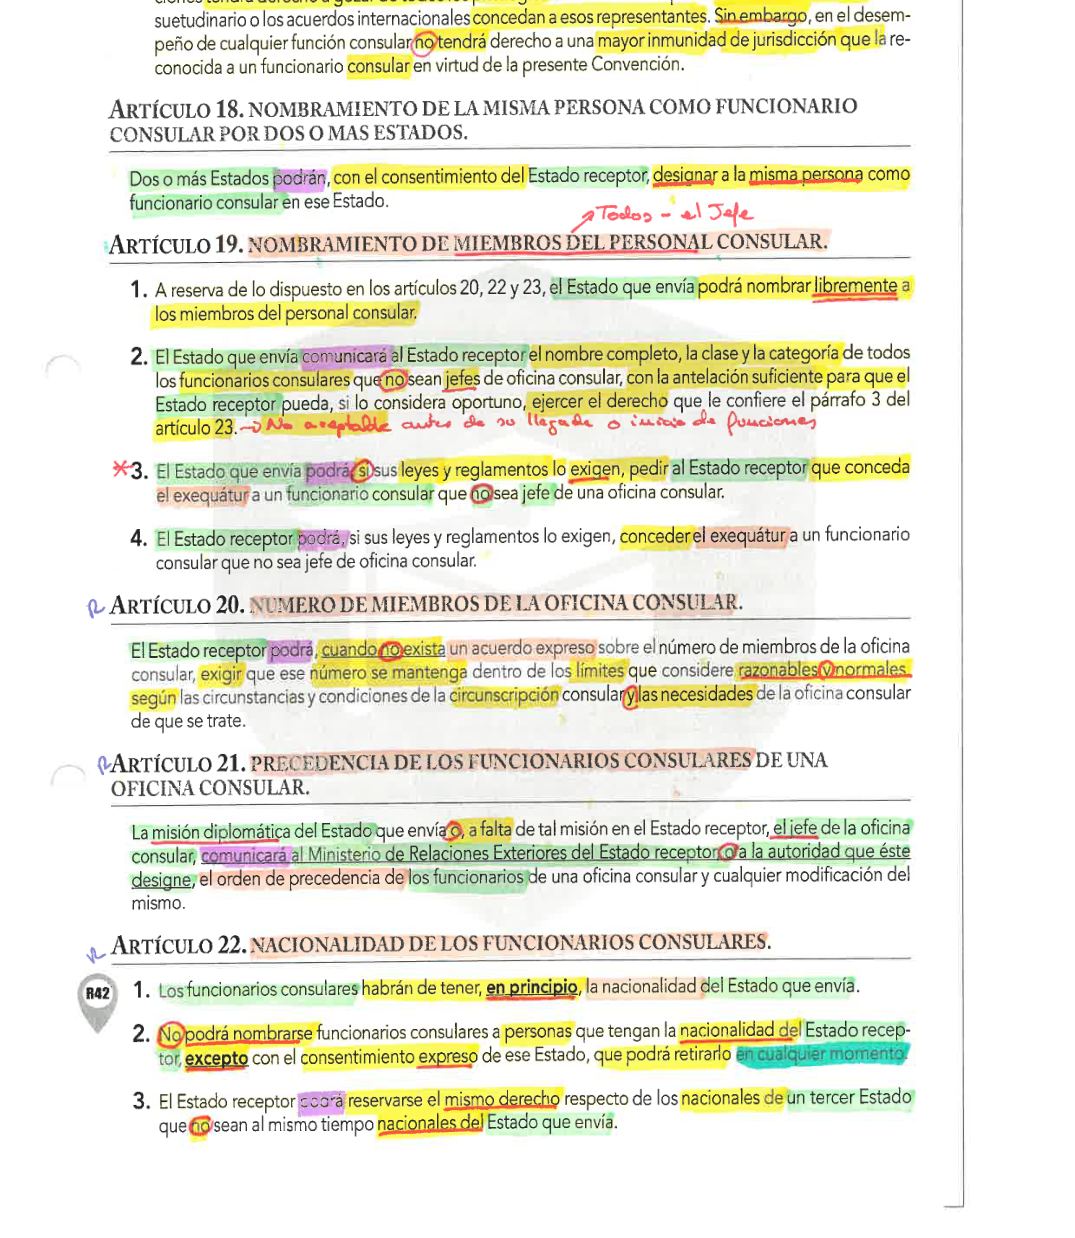 suetudinario o los acuerdos internacionales concedan a esos representantes. Sin embargo, en el desem-
peño de cualquier función consular no tendrá derecho a una mayor inmunidad de jurisdicción que la re-
conocida a un funcionario consular en virtud de la presente Convención.
ARTÍCULO 18. NOMBRAMIENTO DE LA MISMA PERSONA COMO FUNCIONARIO
CONSULAR POR DOS O MAS ESTADOS.
Dos o más Estados podrán, con el consentimiento del Estado receptor, designar a la misma persona como
funcionario consular en ese Estado.
Todos - el Jefe
ARTÍCULO 19. NOMBRAMIENTO DE MIEMBROS DEL PERSONAL CONSULAR.
1. A reserva de lo dispuesto en los artículos 20, 22 y 23, el Estado que envía podrá nombrar libremente a
los miembros del personal consular.
2. El Estado que envía comunicará al Estado receptor el nombre completo, la clase y la categoría de todos
los funcionarios consulares que no sean jefes de oficina consular, con la antelación suficiente para que el
Estado receptor pueda, si lo considera oportuno, ejercer el derecho que le confiere el párrafo 3 del
artículo 23. → No aceptable antes de su llegada o inicio de funciones
*3. El Estado que envía podrá, si sus leyes y reglamentos lo exigen, pedir al Estado receptor que conceda
el exequátur a un funcionario consular que no sea jefe de una oficina consular.
4. El Estado receptor podrá, si sus leyes y reglamentos lo exigen, conceder el exequátur a un funcionario
consular que no sea jefe de oficina consular.
ARTÍCULO 20. NUMERO DE MIEMBROS DE LA OFICINA CONSULAR.
El Estado receptor podrá, cuando no exista un acuerdo expreso sobre el número de miembros de la oficina
consular, exigir que ese número se mantenga dentro de los límites que considere razonables y normales
según las circunstancias y condiciones de la circunscripción consular y las necesidades de la oficina consular
de que se trate.
ARTÍCULO 21. PRECEDENCIA DE LOS FUNCIONARIOS CONSULARES DE UNA
OFICINA CONSULAR.
La misión diplomática del Estado que envía o, a falta de tal misión en el Estado receptor, el jefe de la oficina
consular, comunicará al Ministerio de Relaciones Exteriores del Estado receptor o a la autoridad que éste
designe, el orden de precedencia de los funcionarios de una oficina consular y cualquier modificación del
mismo.
ARTÍCULO 22. NACIONALIDAD DE LOS FUNCIONARIOS CONSULARES.
R42
1. Los funcionarios consulares habrán de tener, en principio, la nacionalidad del Estado que envía.
2. No podrá nombrarse funcionarios consulares a personas que tengan la nacionalidad del Estado recep-
tor, excepto con el consentimiento expreso de ese Estado, que podrá retirarlo en cualquier momento.
3. El Estado receptor podrá reservarse el mismo derecho respecto de los nacionales de un tercer Estado
que no sean al mismo tiempo nacionales del Estado que envía.